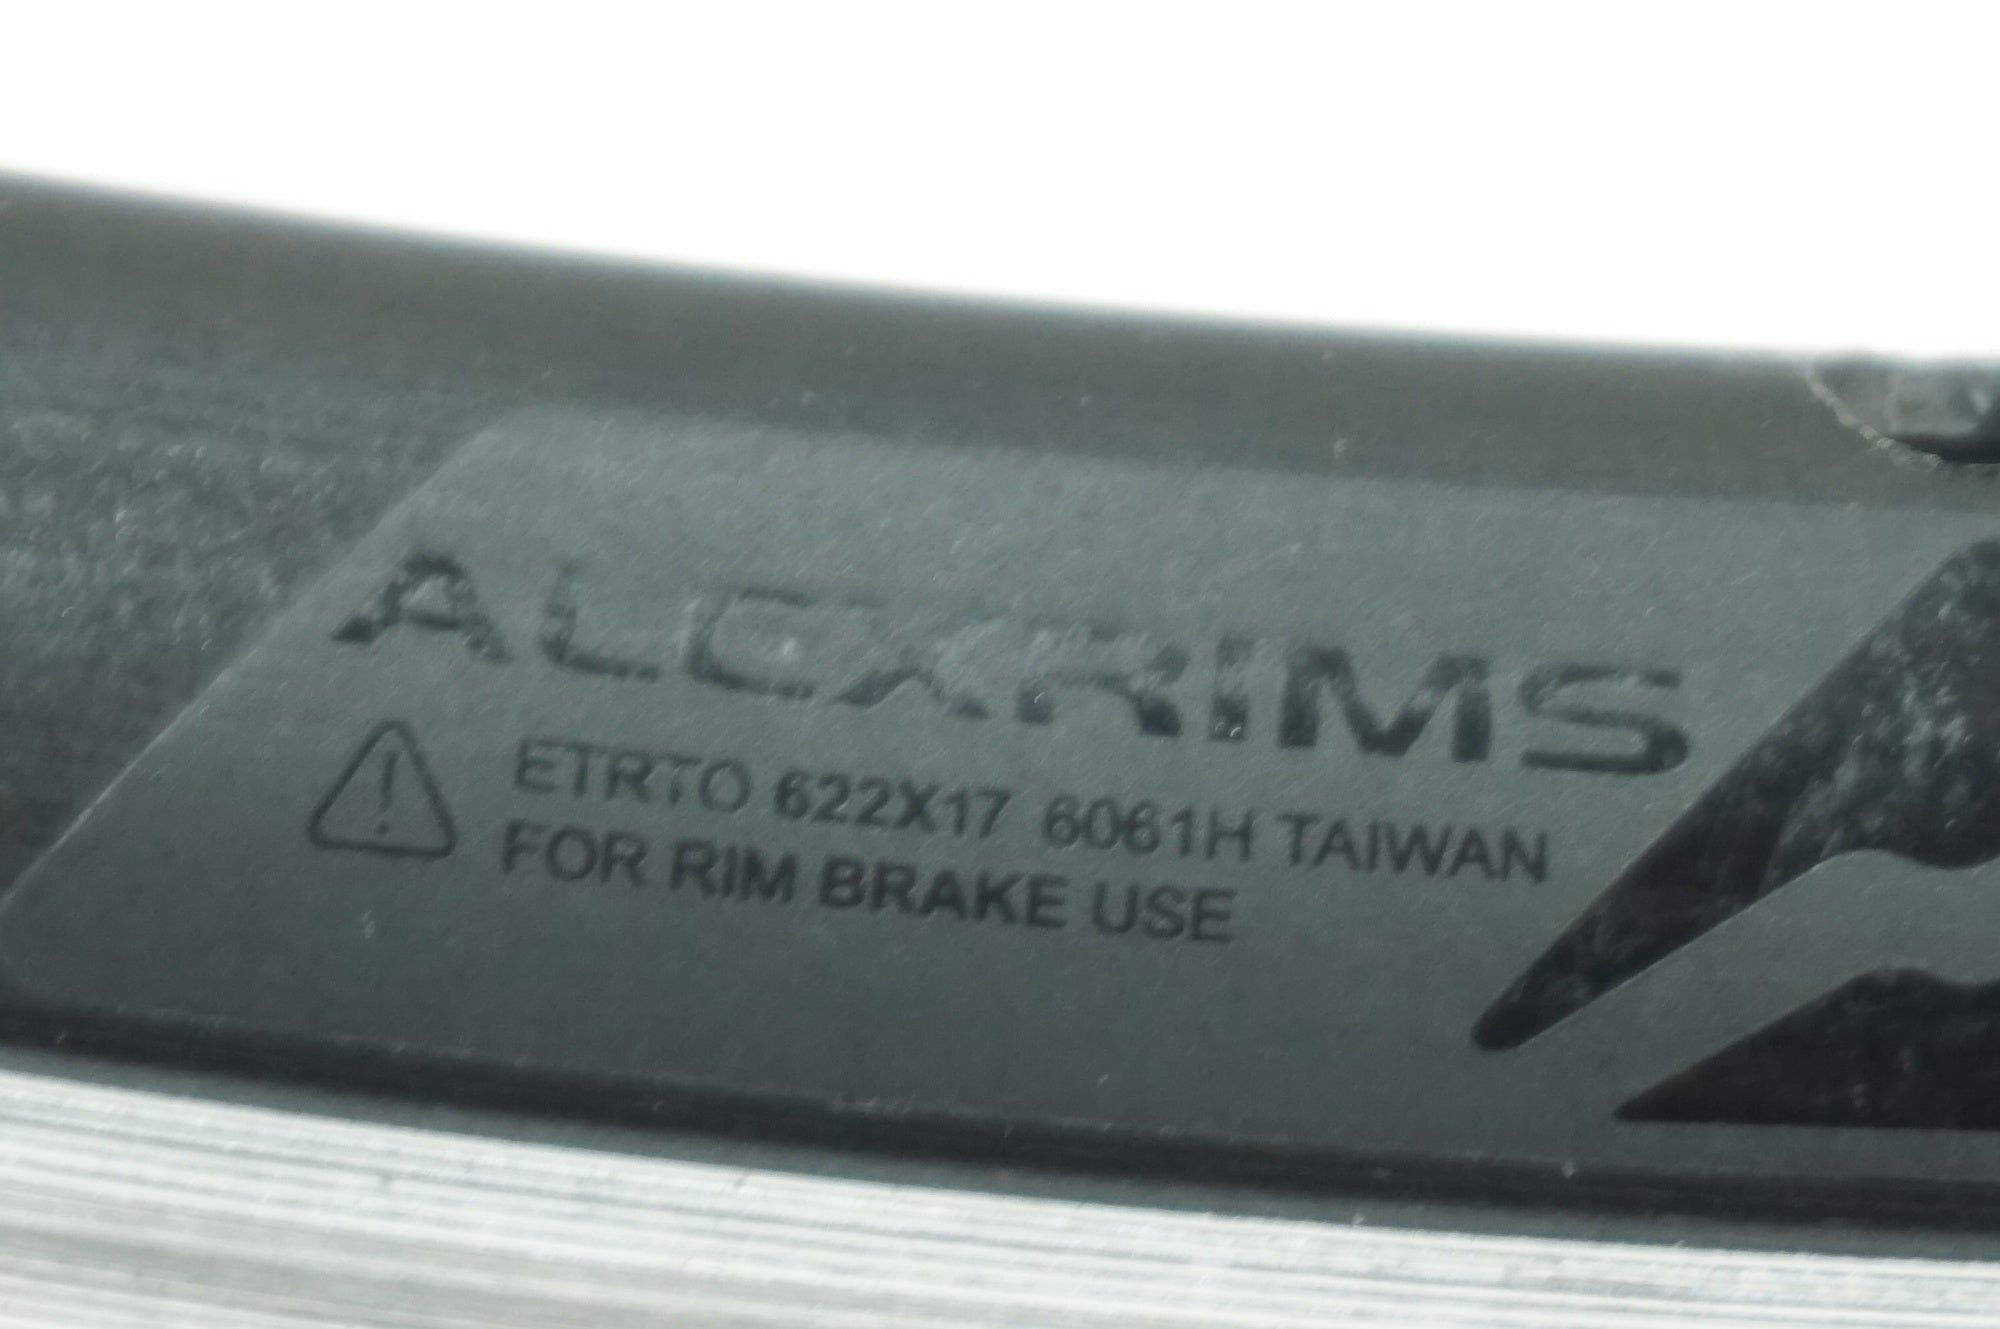 ALEXRIMS
ETRTO 622X17 6061H TAIWAN
FOR RIM BRAKE USE